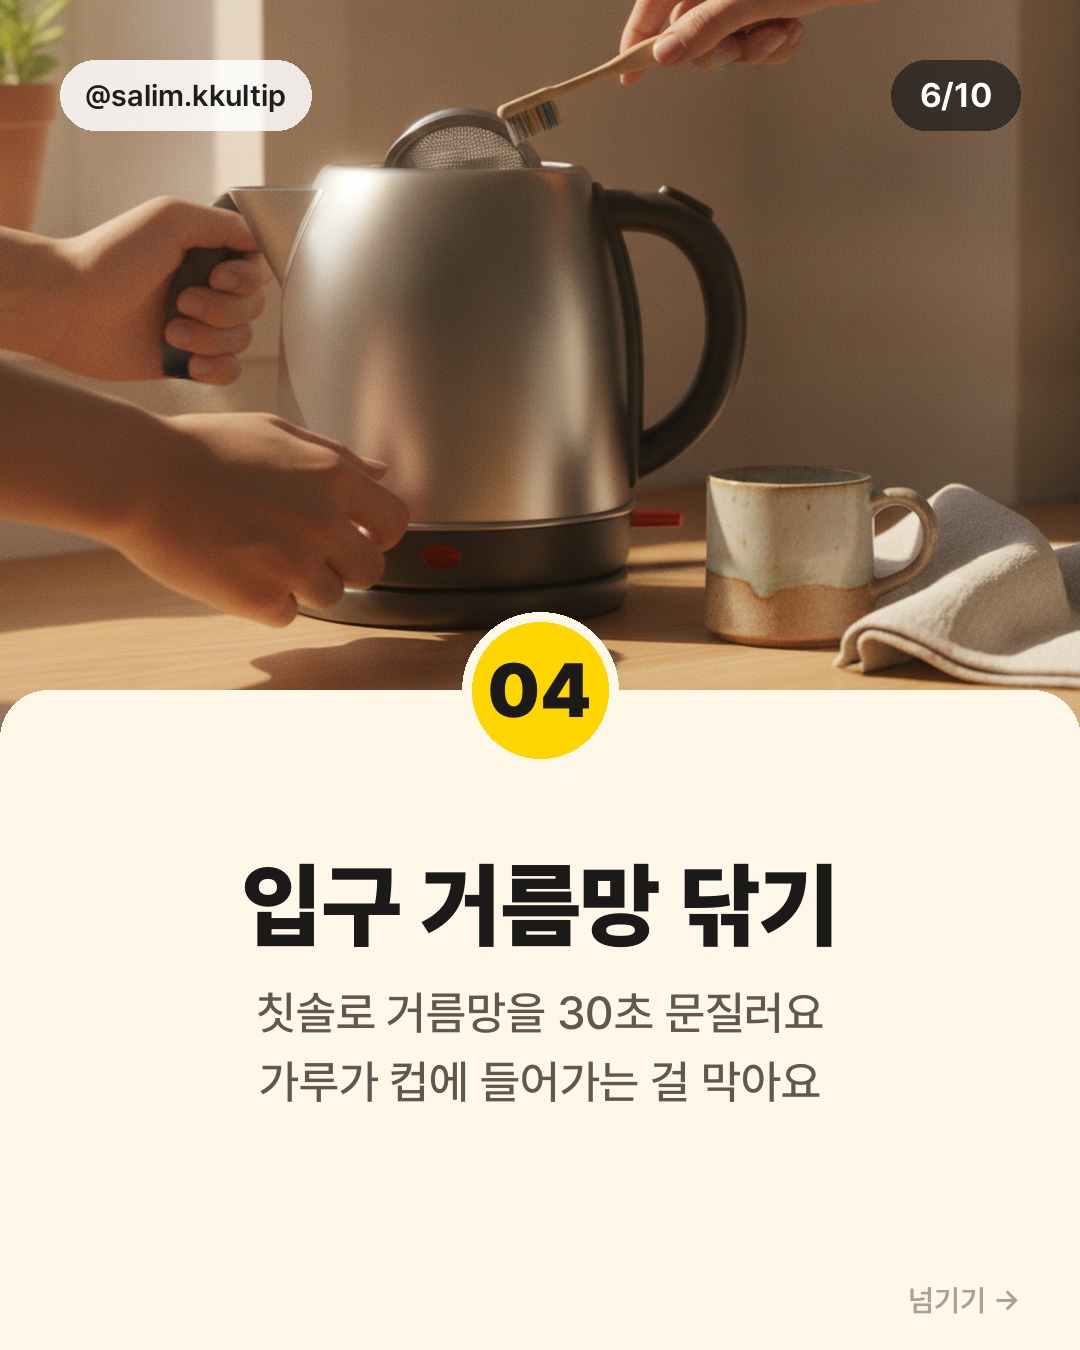 @salim.kkultip
6/10
04
입구 거름망 닦기
칫솔로 거름망을 30초 문질러요
가루가 컵에 들어가는 걸 막아요
넘기기 →